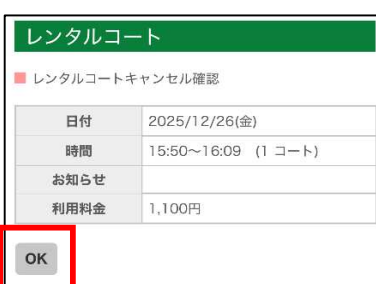 レンタルコート
レンタルコートキャンセル確認
日付 2025/12/26(金)
時間 15:50～16:09 (1 コート)
お知らせ
利用料金 1,100円
OK